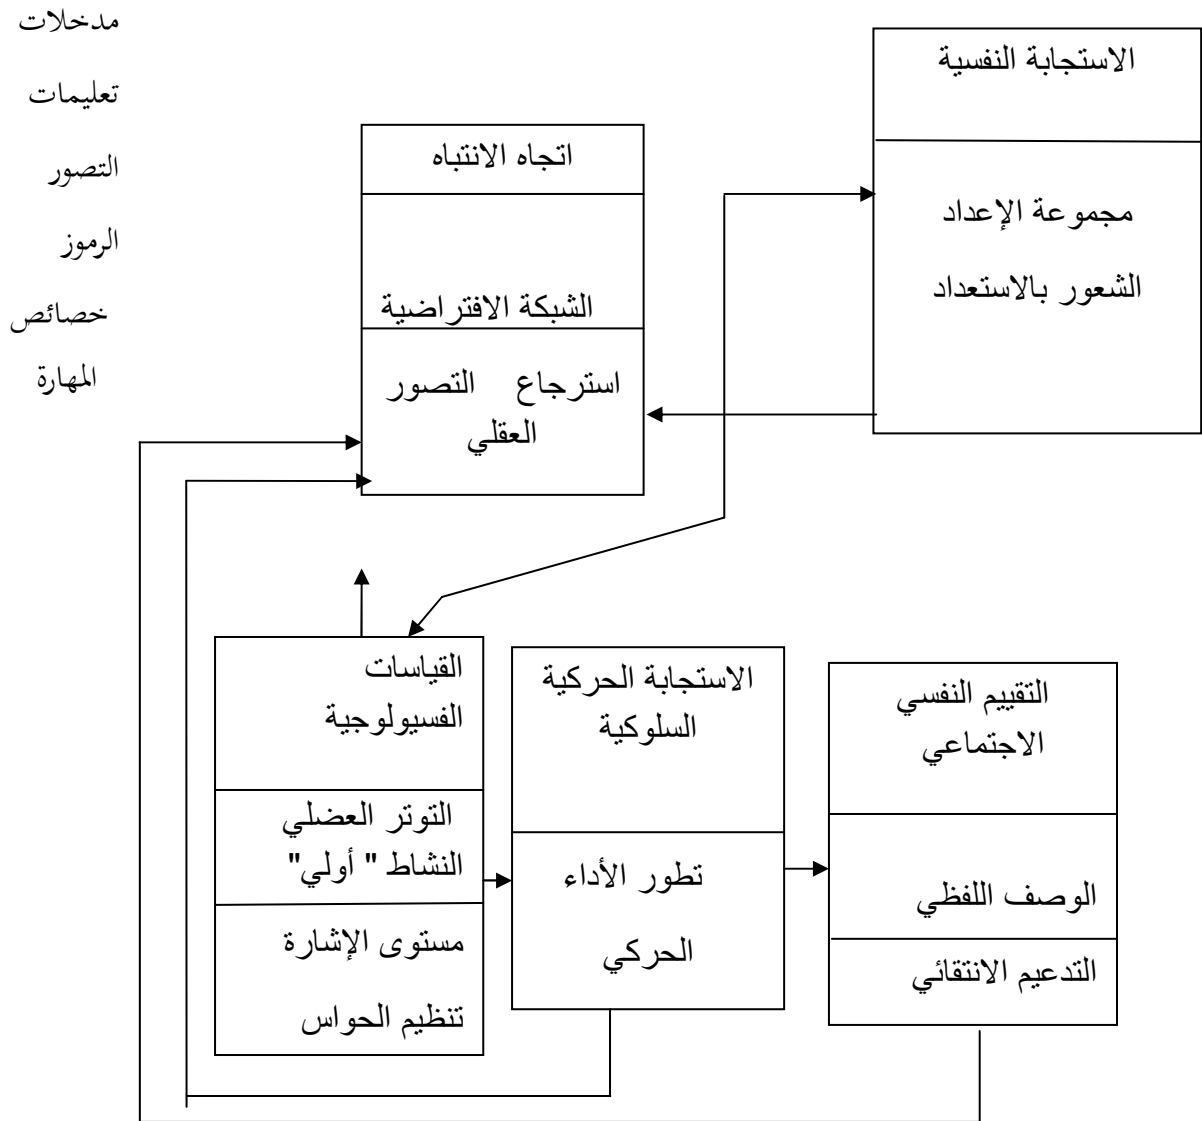 مدخلات
تعليمات
التصور
الرموز
خصائص
المهارة
الاستجابة النفسية
مجموعة الإعداد
الشعور بالاستعداد
اتجاه الانتباه
الشبكة الافتراضية
استرجاع التصور
العقلي
القياسات
الفسيولوجية
التوتر العضلي
النشاط " أولي"
مستوى الإشارة
تنظيم الحواس
الاستجابة الحركية
السلوكية
تطور الأداء
الحركي
التقييم النفسي
الاجتماعي
الوصف اللفظي
التدعيم الانتقائي